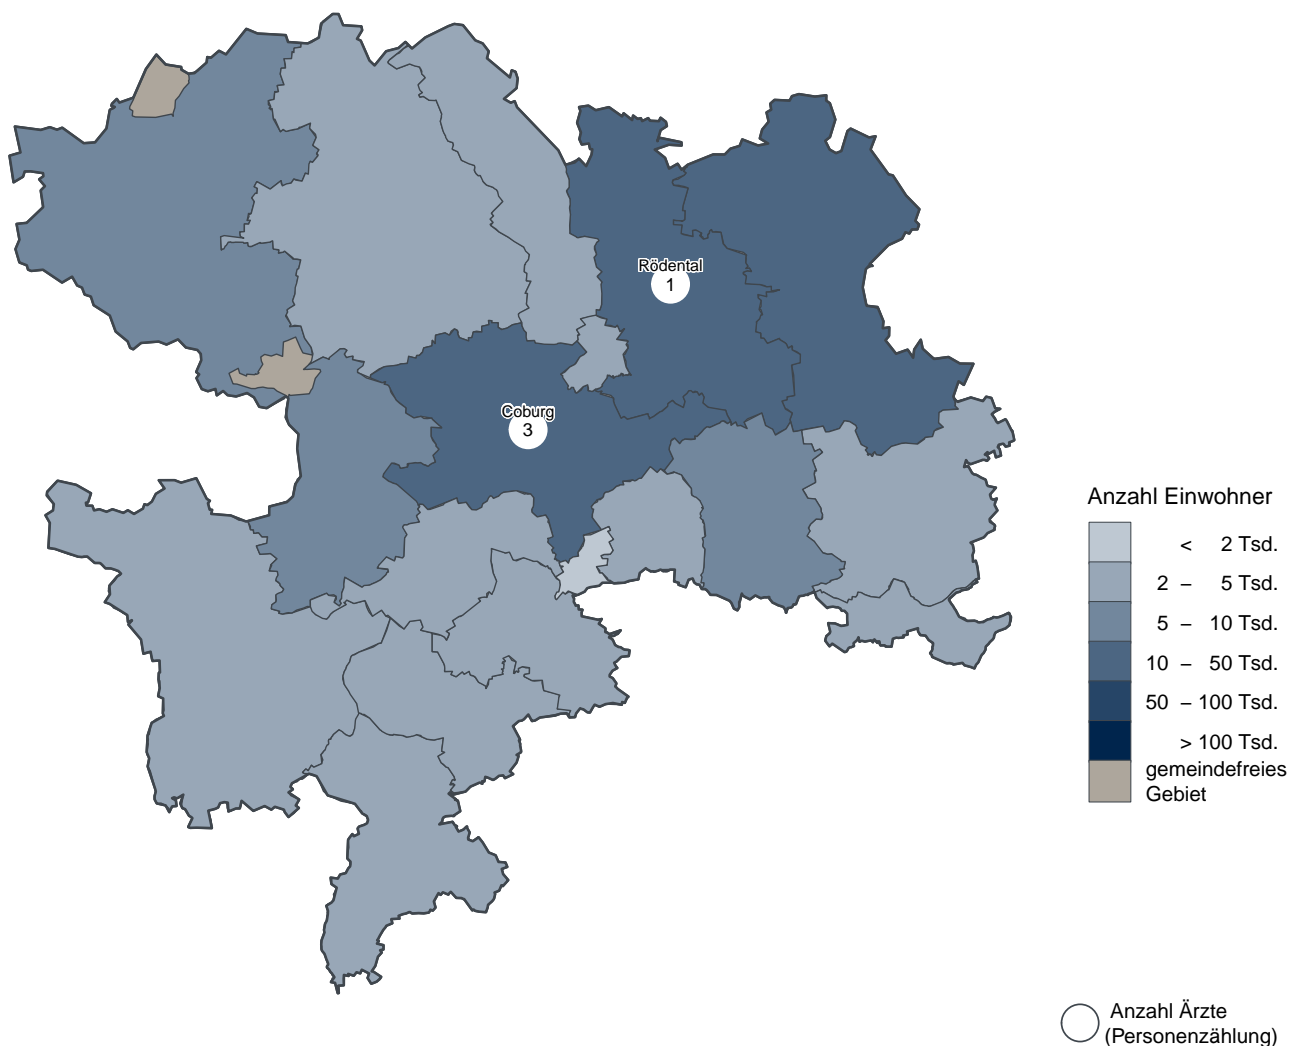 Rödental
1
Coburg
3
Anzahl Einwohner
< 2 Tsd.
2 – 5 Tsd.
5 – 10 Tsd.
10 – 50 Tsd.
50 – 100 Tsd.
> 100 Tsd.
gemeindefreies
Gebiet
Anzahl Ärzte
(Personenzählung)